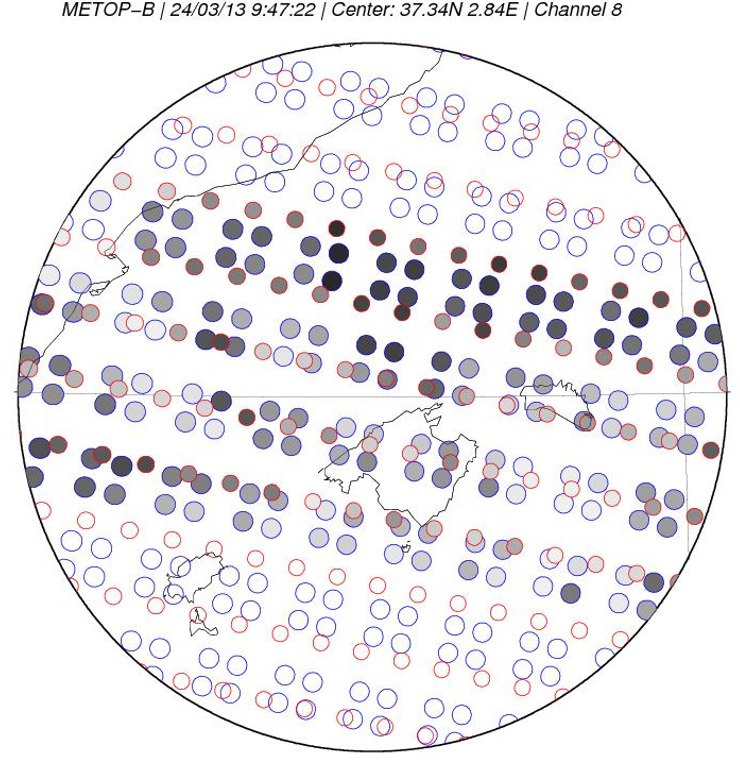 METOP−B | 24/03/13 9:47:22 | Center: 37.34N 2.84E | Channel 8